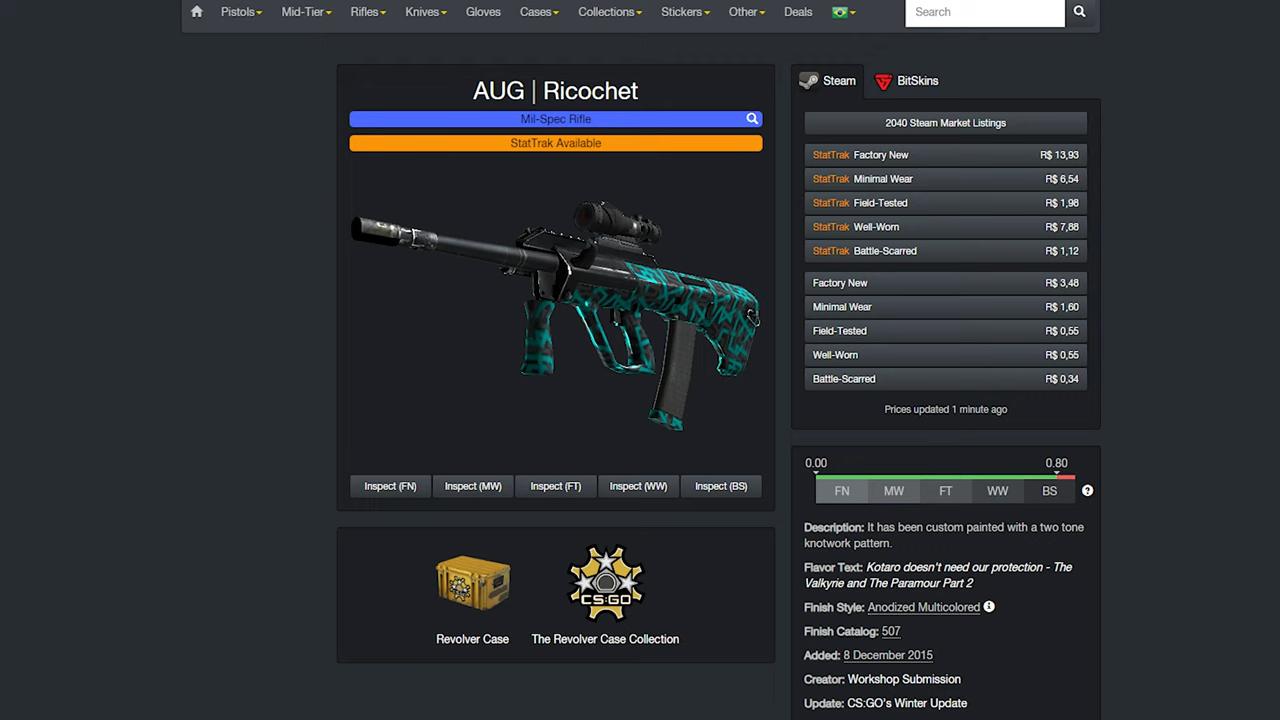 Pistols Mid-Tier Rifles Knives Gloves Cases Collections Stickers Other Deals Search
AUG | Ricochet
Mil-Spec Rifle
StatTrak Available
Inspect (FN) Inspect (MW) Inspect (FT) Inspect (WW) Inspect (BS)
CS:GO
Revolver Case The Revolver Case Collection
Steam BitSkins
2040 Steam Market Listings
StatTrak Factory New R$ 13,93
StatTrak Minimal Wear R$ 6,54
StatTrak Field-Tested R$ 1,98
StatTrak Well-Worn R$ 7,88
StatTrak Battle-Scarred R$ 1,12
Factory New R$ 3,48
Minimal Wear R$ 1,60
Field-Tested R$ 0,55
Well-Worn R$ 0,55
Battle-Scarred R$ 0,34
Prices updated 1 minute ago
0.00 0.80
FN MW FT WW BS ?
Description: It has been custom painted with a two tone
knotwork pattern.
Flavor Text: Kotaro doesn't need our protection - The
Valkyrie and The Paramour Part 2
Finish Style: Anodized Multicolored
Finish Catalog: 507
Added: 8 December 2015
Creator: Workshop Submission
Update: CS:GO's Winter Update